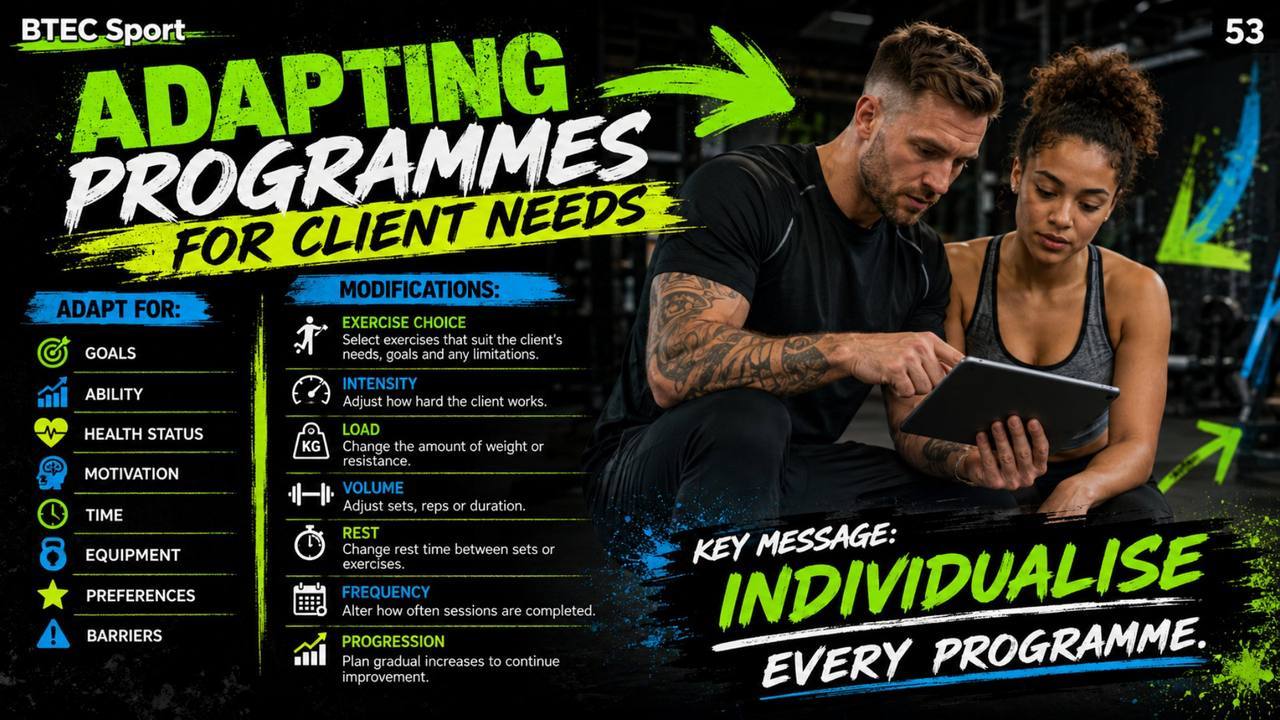 BTEC Sport
53
ADAPTING
PROGRAMMES
FOR CLIENT NEEDS
ADAPT FOR:
GOALS
ABILITY
HEALTH STATUS
MOTIVATION
TIME
EQUIPMENT
PREFERENCES
BARRIERS
MODIFICATIONS:
EXERCISE CHOICE
Select exercises that suit the client's
needs, goals and any limitations.
INTENSITY
Adjust how hard the client works.
KG
LOAD
Change the amount of weight or
resistance.
VOLUME
Adjust sets, reps or duration.
REST
Change rest time between sets or
exercises.
FREQUENCY
Alter how often sessions are completed.
PROGRESSION
Plan gradual increases to continue
improvement.
KEY MESSAGE:
INDIVIDUALISE
EVERY PROGRAMME.